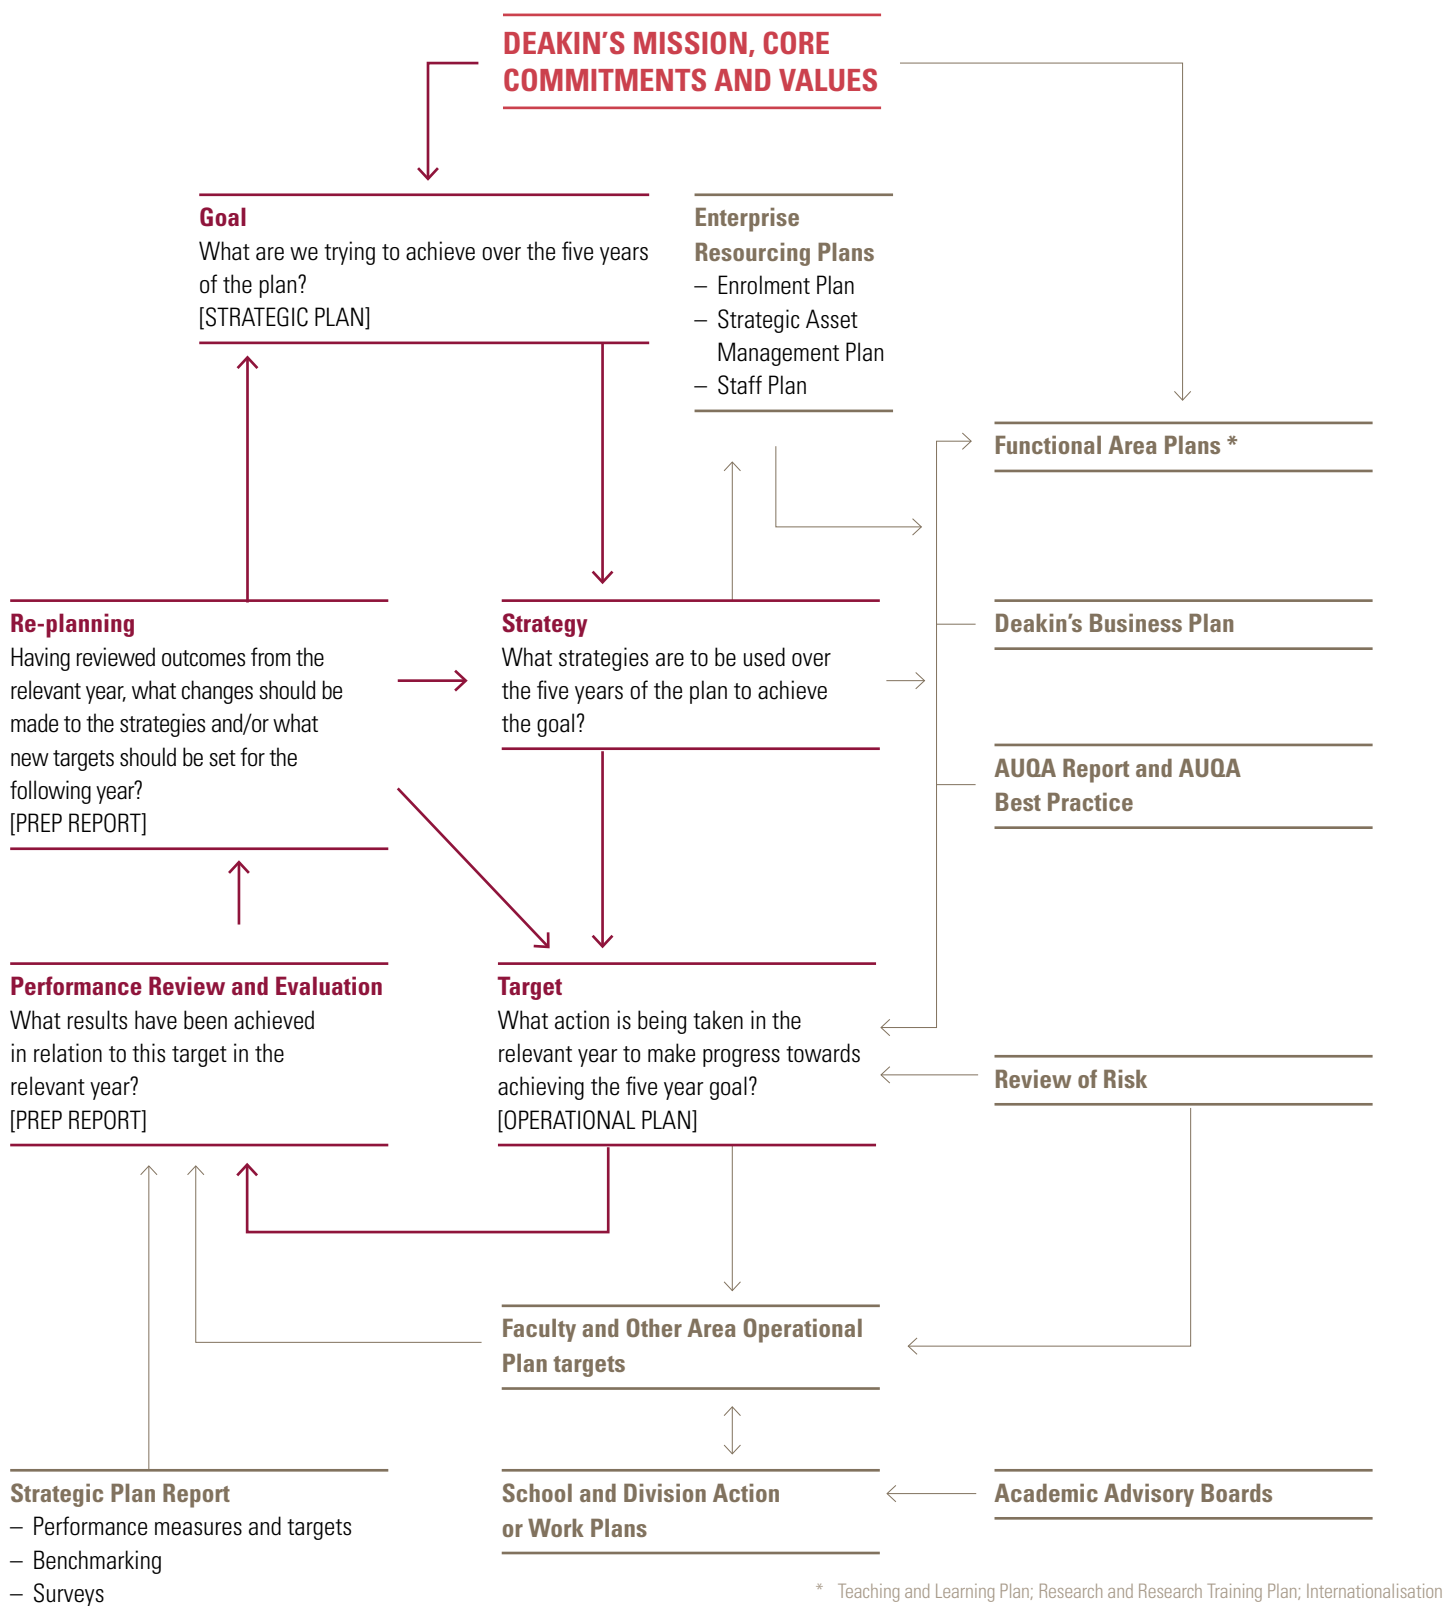 DEAKIN'S MISSION, CORE
COMMITMENTS AND VALUES
Goal
What are we trying to achieve over the five years
of the plan?
[STRATEGIC PLAN]
Enterprise
Resourcing Plans
– Enrolment Plan
– Strategic Asset
Management Plan
– Staff Plan
Functional Area Plans *
Re-planning
Having reviewed outcomes from the
relevant year, what changes should be
made to the strategies and/or what
new targets should be set for the
following year?
[PREP REPORT]
Strategy
What strategies are to be used over
the five years of the plan to achieve
the goal?
Deakin's Business Plan
AUQA Report and AUQA
Best Practice
Performance Review and Evaluation
What results have been achieved
in relation to this target in the
relevant year?
[PREP REPORT]
Target
What action is being taken in the
relevant year to make progress towards
achieving the five year goal?
[OPERATIONAL PLAN]
Review of Risk
Faculty and Other Area Operational
Plan targets
Strategic Plan Report
– Performance measures and targets
– Benchmarking
– Surveys
School and Division Action
or Work Plans
Academic Advisory Boards
* Teaching and Learning Plan; Research and Research Training Plan; Internationalisation